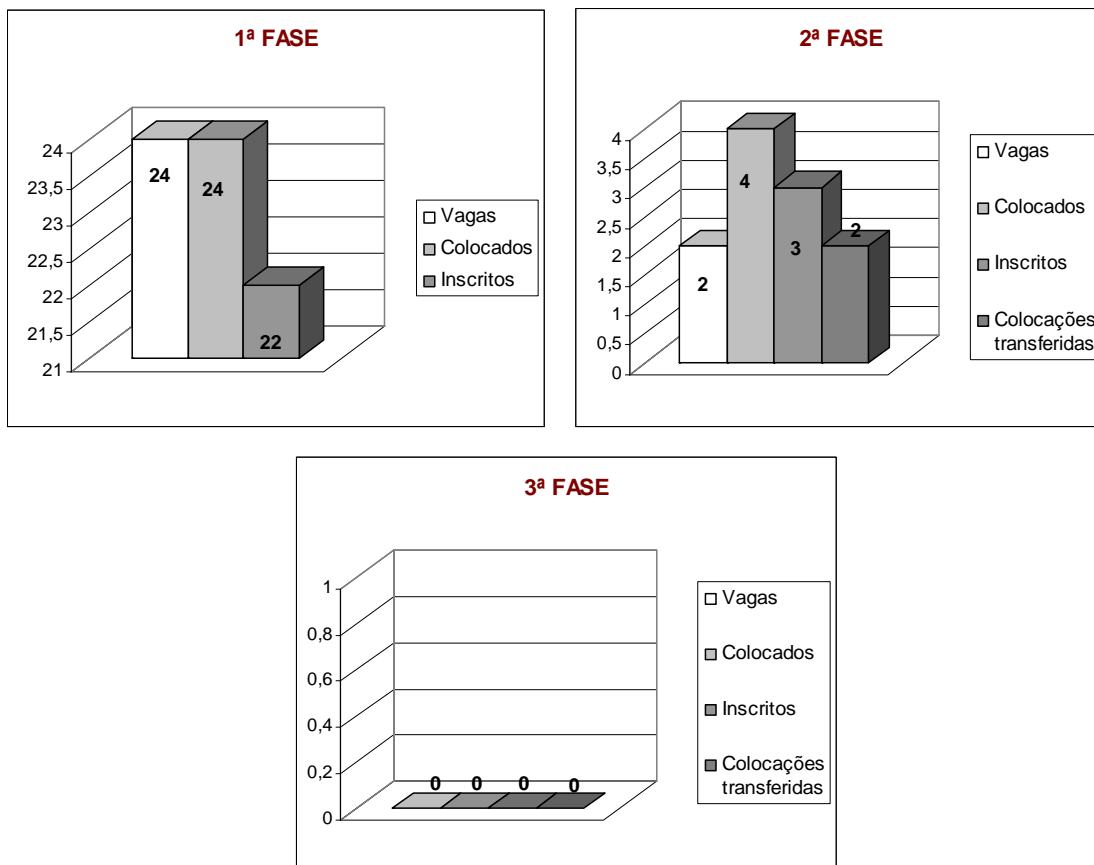 1ª FASE
24
23,5
23
22,5
22
21,5
21
24
24
22
Vagas
Colocados
Inscritos
2ª FASE
4
3,5
3
2,5
2
1,5
1
0,5
0
2
4
3
2
Vagas
Colocados
Inscritos
Colocações
transferidas
3ª FASE
1
0,8
0,6
0,4
0,2
0
0
0
0
0
Vagas
Colocados
Inscritos
Colocações
transferidas